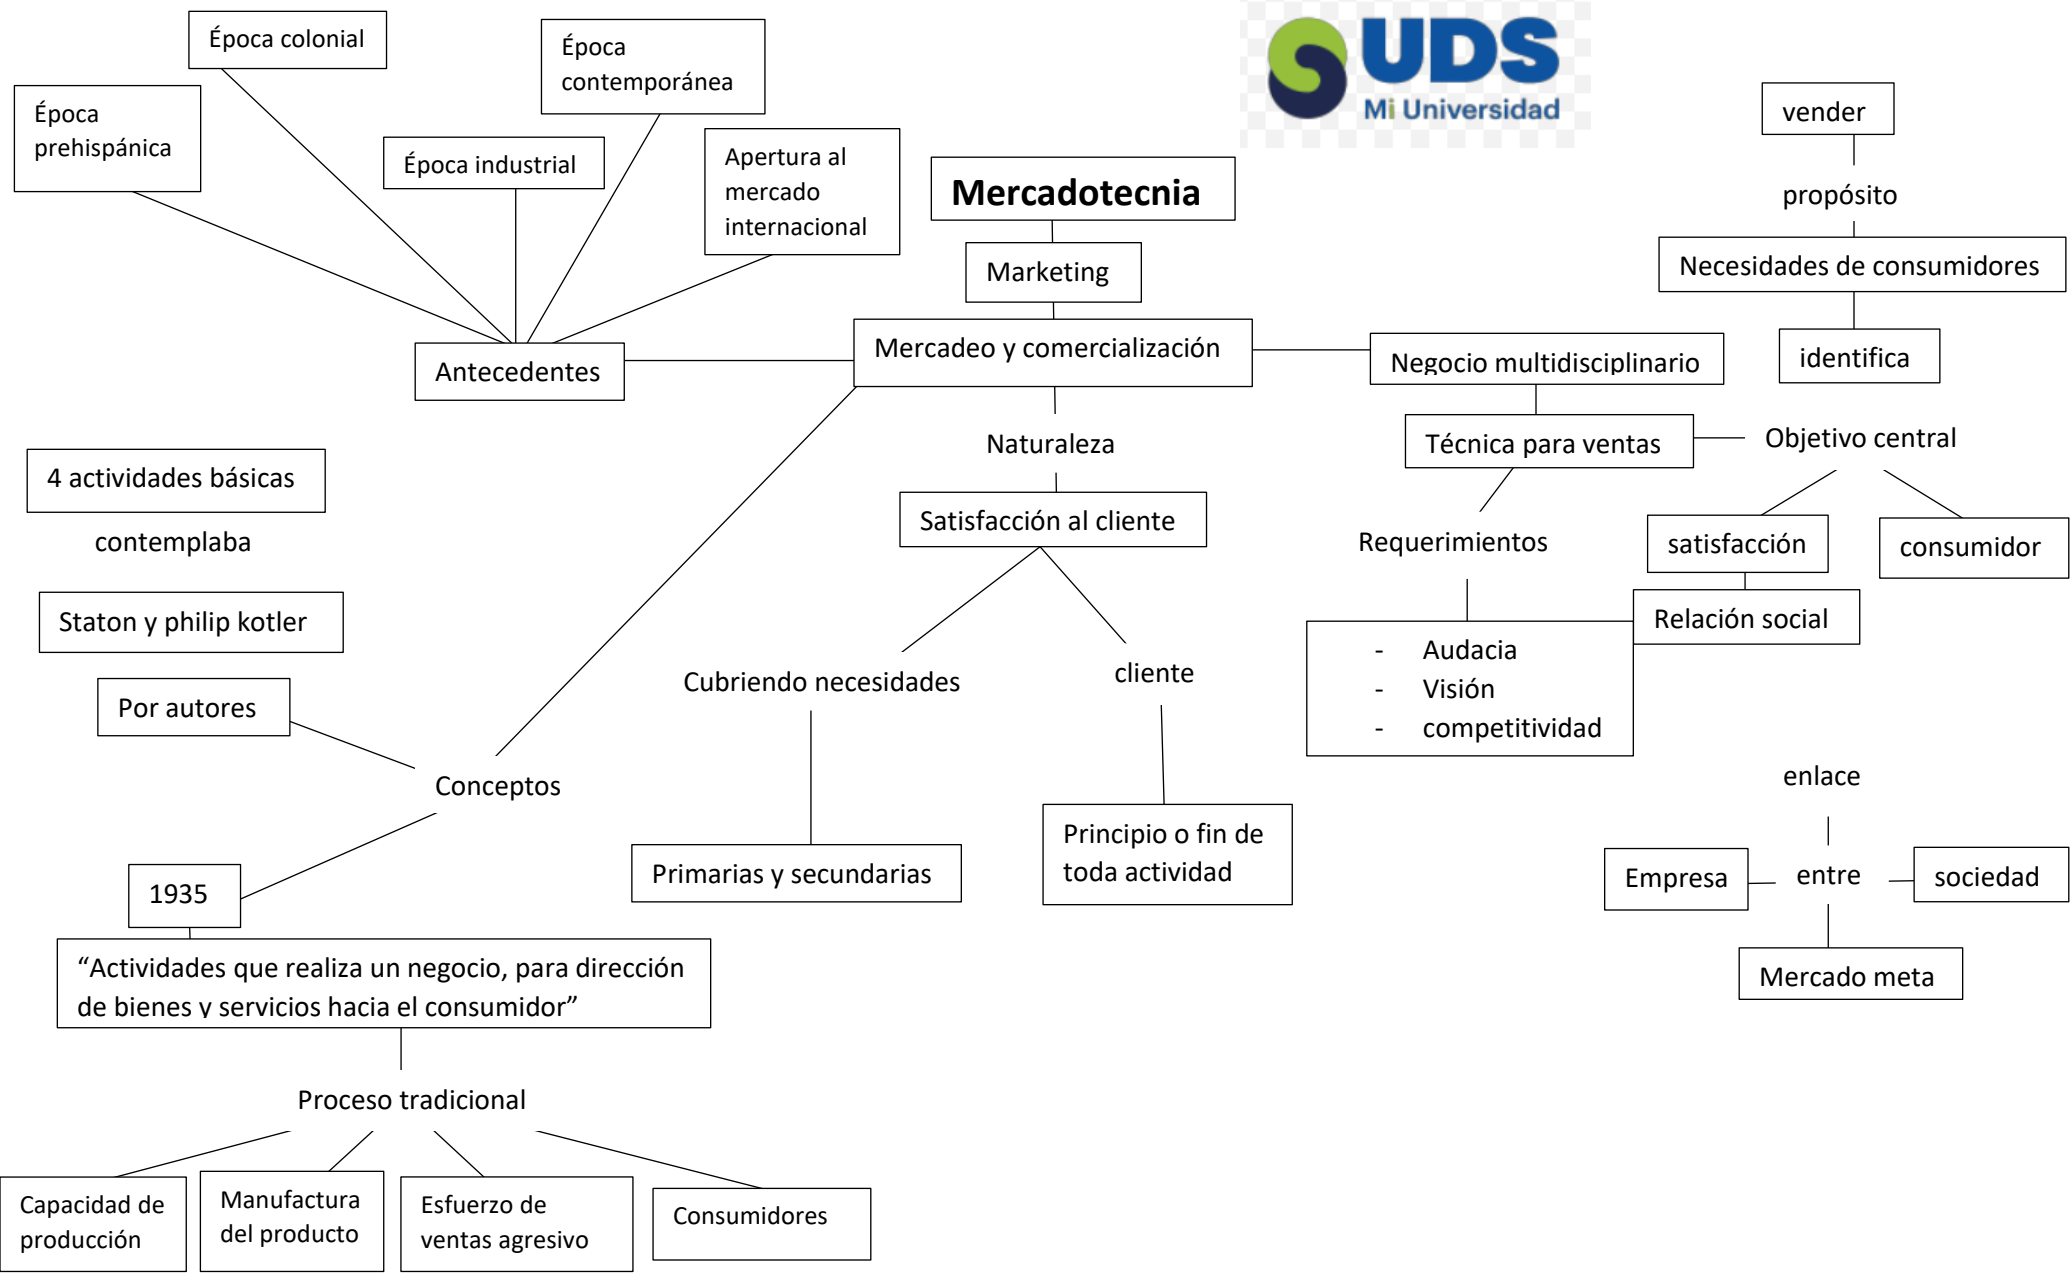 UDS
Mi Universidad
Época colonial
Época
contemporánea
Época
prehispánica
Época industrial
Apertura al
mercado
internacional
Mercadotecnia
Marketing
Mercadeo y comercialización
Antecedentes
Negocio multidisciplinario
vender
propósito
Necesidades de consumidores
identifica
Técnica para ventas
Objetivo central
satisfacción
consumidor
Relación social
Requerimientos
- Audacia
- Visión
- competitividad
Naturaleza
Satisfacción al cliente
Cubriendo necesidades
cliente
Primarias y secundarias
Principio o fin de
toda actividad
enlace
Empresa
entre
sociedad
Mercado meta
4 actividades básicas
contemplaba
Staton y philip kotler
Por autores
Conceptos
1935
“Actividades que realiza un negocio, para dirección
de bienes y servicios hacia el consumidor”
Proceso tradicional
Capacidad de
producción
Manufactura
del producto
Esfuerzo de
ventas agresivo
Consumidores